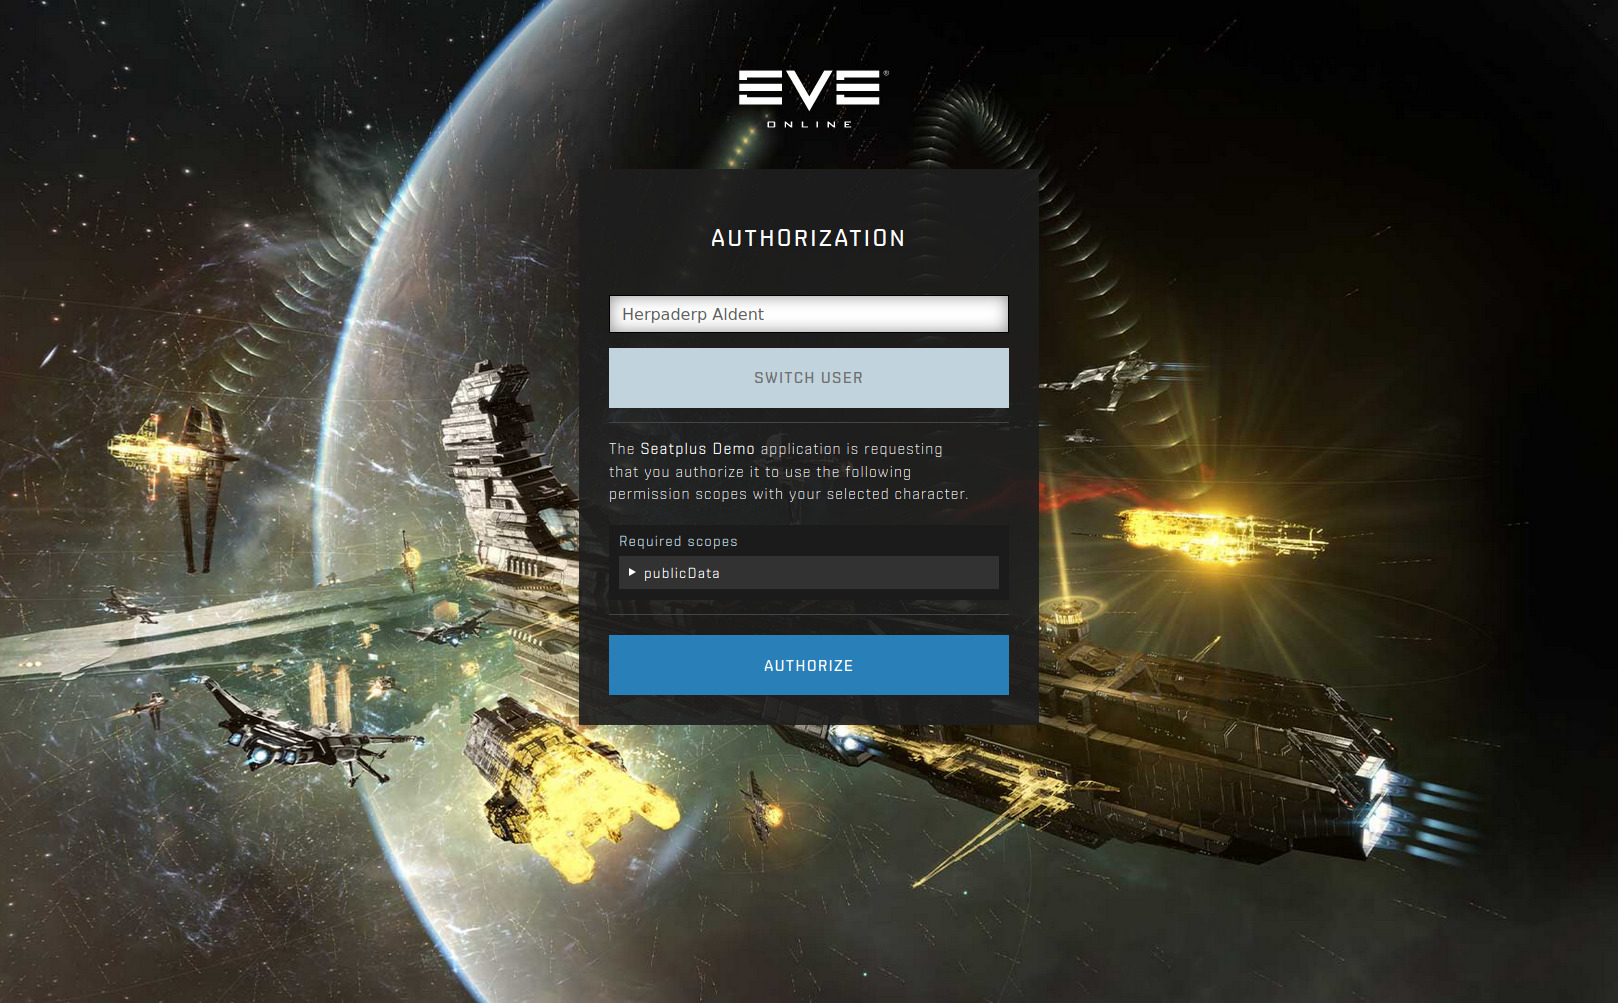 EVE®
ONLINE
AUTHORIZATION
Herpaderp Aldent
SWITCH USER
The Seatplus Demo application is requesting
that you authorize it to use the following
permission scopes with your selected character.
Required scopes
publicData
AUTHORIZE